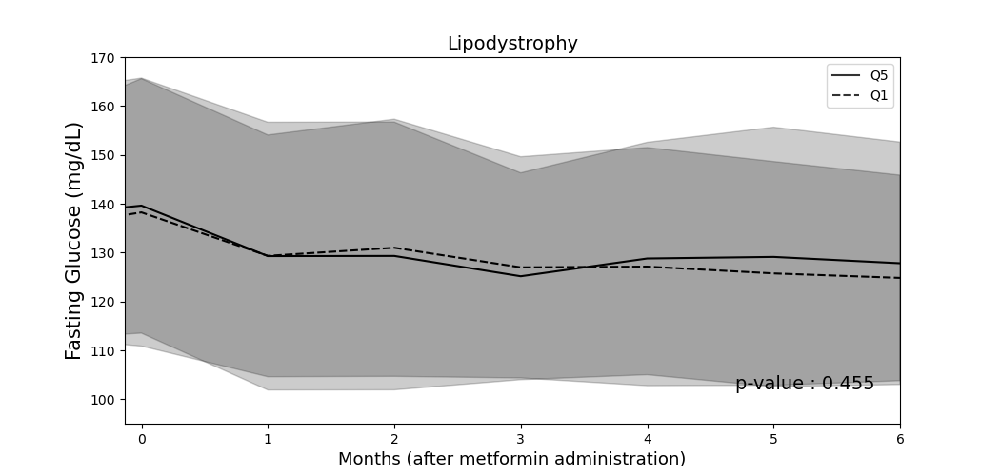 Lipodystrophy
170
160
150
140
130
120
110
100
Fasting Glucose (mg/dL)
Q5
Q1
p-value : 0.455
0 1 2 3 4 5 6
Months (after metformin administration)